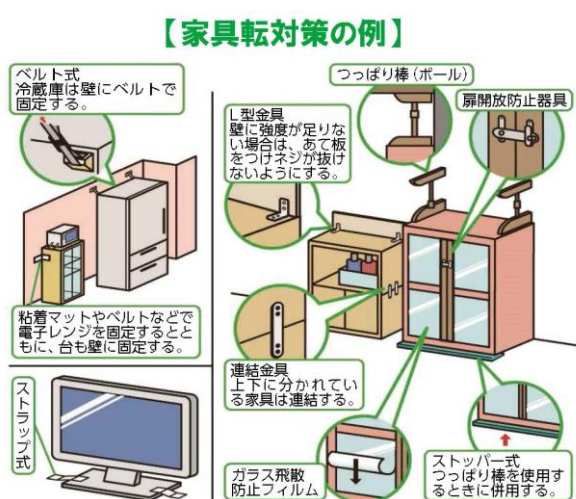 【家具転対策の例】
ベルト式
冷蔵庫は壁にベルトで
固定する。
粘着マットやベルトなどで
電子レンジを固定するとと
もに、台も壁に固定する。
ストラップ式
つっぱり棒（ポール）
扉開放防止器具
L型金具
壁に強度が足りな
い場合は、あて板
をつけネジが抜け
ないようにする。
連結金具
上下に分かれてい
る家具は連結する。
ガラス飛散
防止フィルム
ストッパー式
つっぱり棒を使用す
るときに併用する。